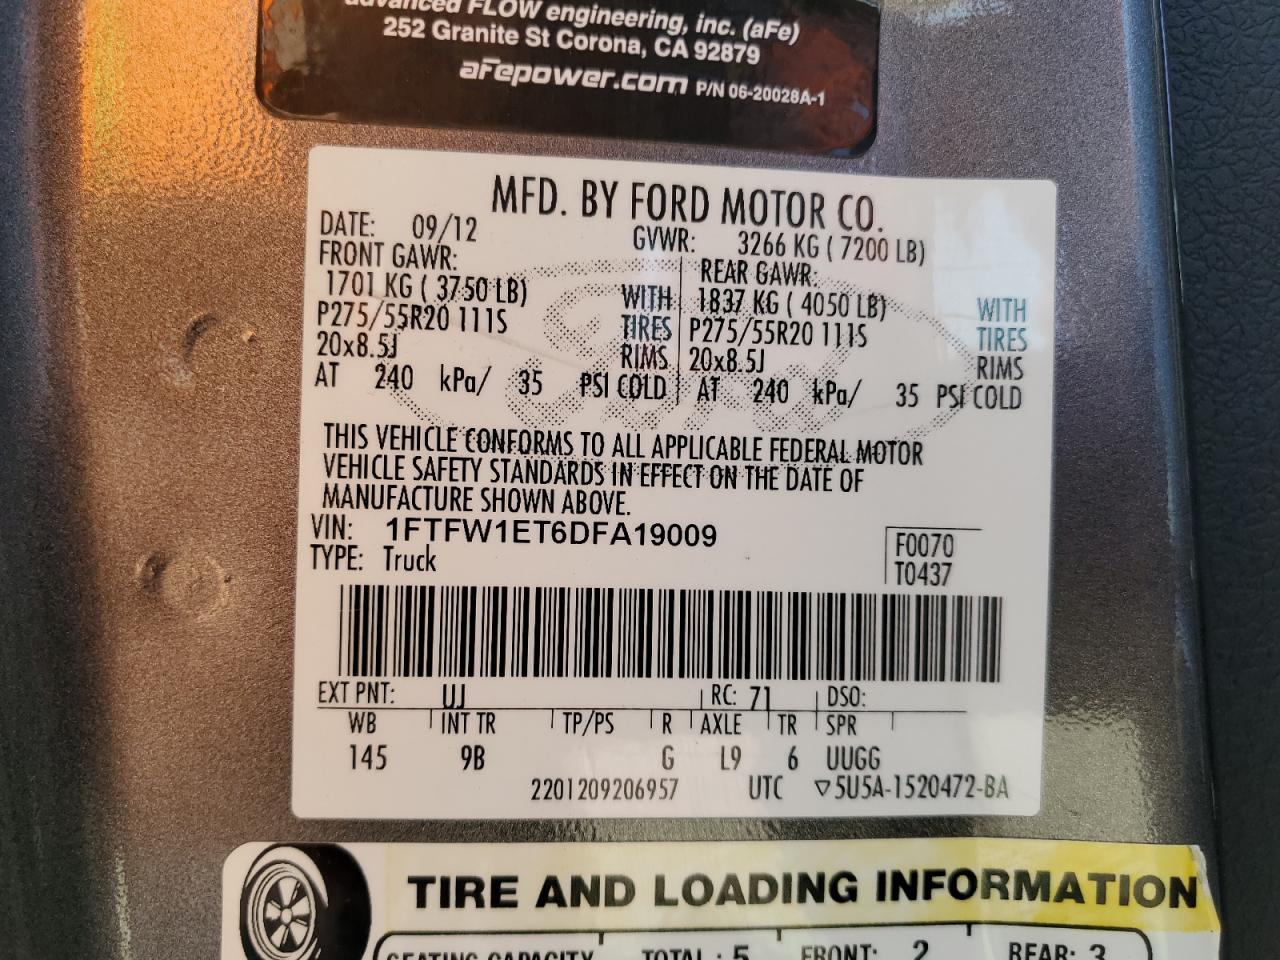 advanced FLOW engineering, inc. (aFe)
252 Granite St Corona, CA 92879
aFepower.com P/N 06-20028A-1
MFD. BY FORD MOTOR CO.
DATE: 09/12 GVWR: 3266 KG ( 7200 LB)
FRONT GAWR: REAR GAWR:
1701 KG ( 3750 LB) WITH 1837 KG ( 4050 LB) WITH
P275/55R20 111S TIRES P275/55R20 111S TIRES
20x8.5J RIMS 20x8.5J RIMS
AT 240 kPa/ 35 PSI COLD AT 240 kPa/ 35 PSI COLD
THIS VEHICLE CONFORMS TO ALL APPLICABLE FEDERAL MOTOR
VEHICLE SAFETY STANDARDS IN EFFECT ON THE DATE OF
MANUFACTURE SHOWN ABOVE.
VIN: 1FTFW1ET6DFA19009 F0070
TYPE: Truck T0437
EXT PNT: UJ RC: 71 DSO:
WB INT TR TP/PS R AXLE TR SPR
145 9B G L9 6 UUGG
2201209206957 UTC ▽5U5A-1520472-BA
TIRE AND LOADING INFORMATION
SEATING CAPACITY TOTAL : 5 FRONT: 2 REAR: 3